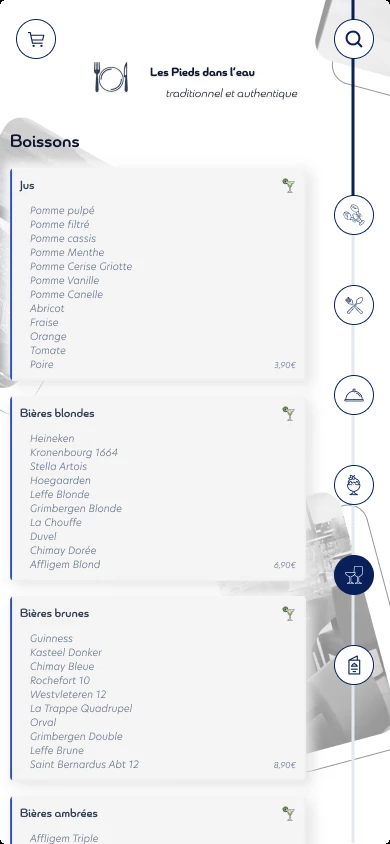 Les Pieds dans l'eau
traditionnel et authentique
Boissons
Jus
Pomme pulpé
Pomme filtré
Pomme cassis
Pomme Menthe
Pomme Cerise Griotte
Pomme Vanille
Pomme Canelle
Abricot
Fraise
Orange
Tomate
Poire 3,90€
Bières blondes
Heineken
Kronenbourg 1664
Stella Artois
Hoegaarden
Leffe Blonde
Grimbergen Blonde
La Chouffe
Duvel
Chimay Dorée
Affligem Blond 6,90€
Bières brunes
Guinness
Kasteel Donker
Chimay Bleue
Rochefort 10
Westvleteren 12
La Trappe Quadrupel
Orval
Grimbergen Double
Leffe Brune
Saint Bernardus Abt 12 8,90€
Bières ambrées
Affligem Triple